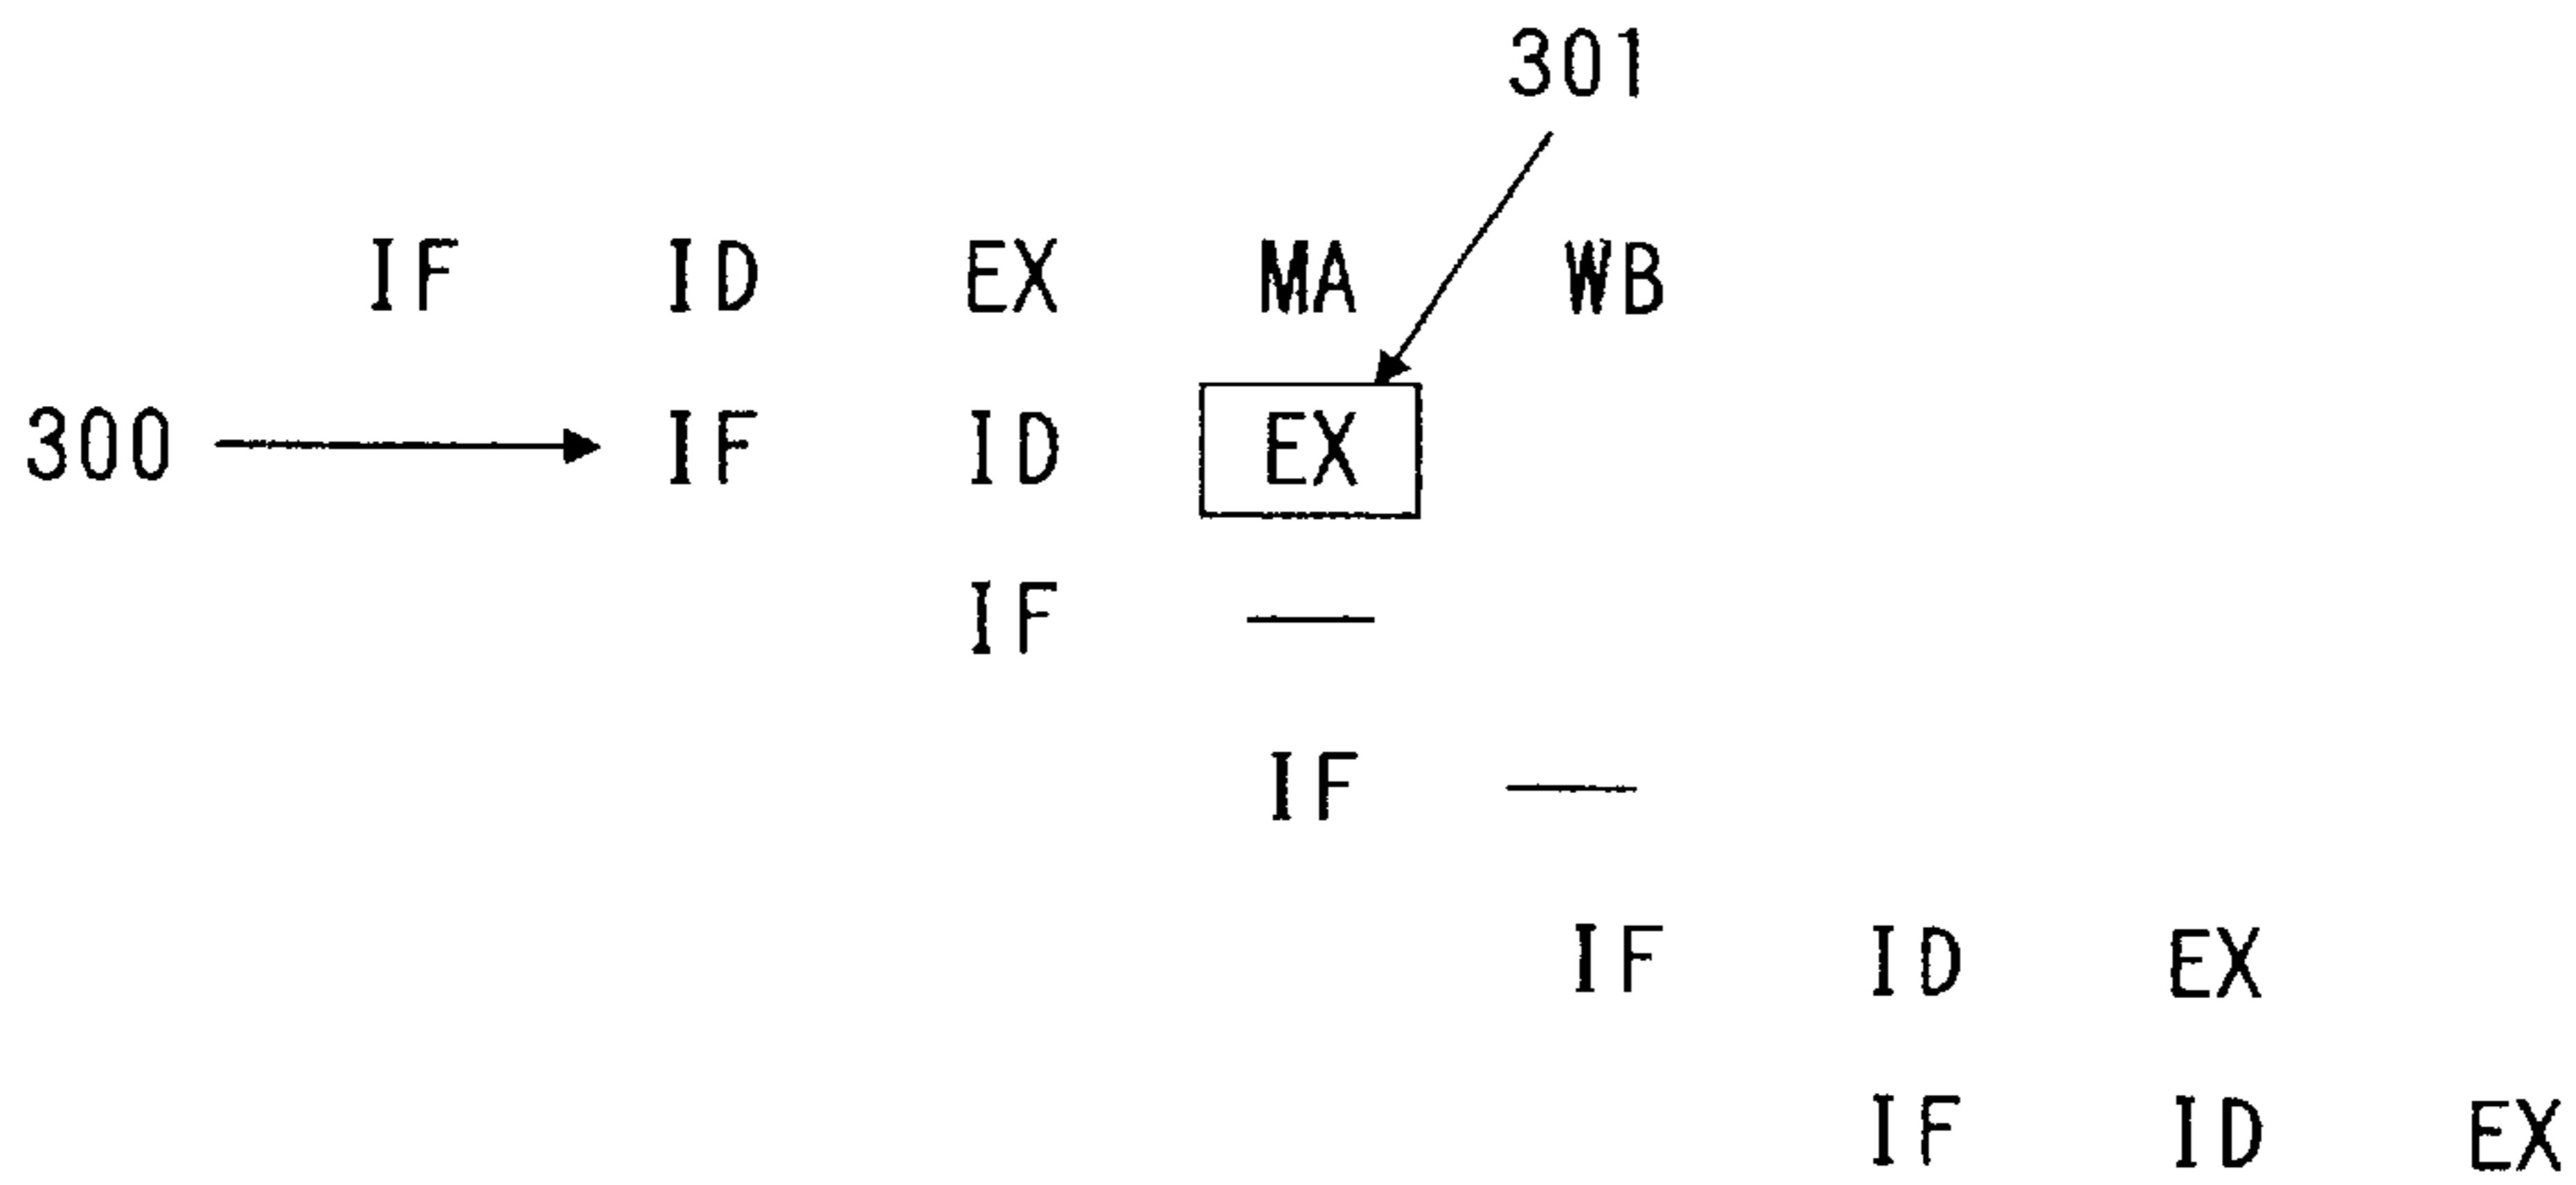 301
IF ID EX MA WB
300 IF ID EX
IF —
IF —
IF ID EX
IF ID EX